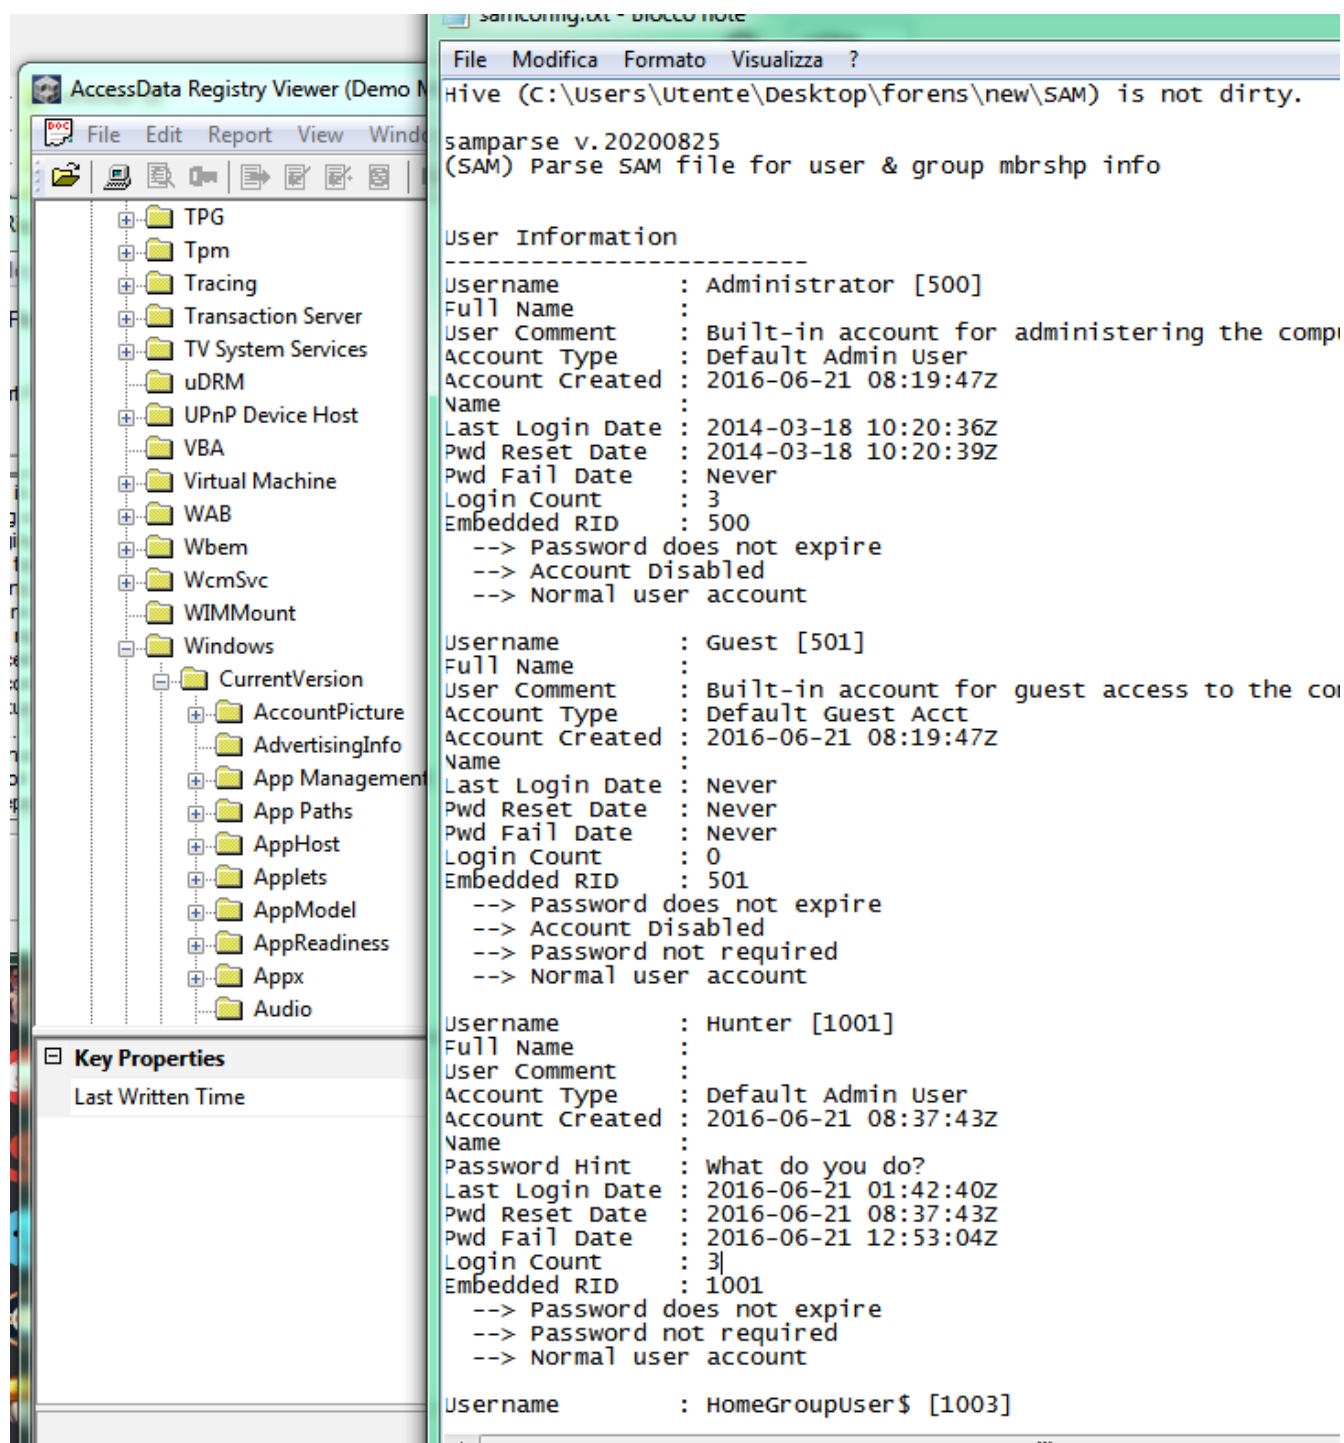 AccessData Registry Viewer (Demo
File Edit Report View
TPG
Tpm
Tracing
Transaction Server
TV System Services
uDRM
UPnP Device Host
VBA
Virtual Machine
WAB
Wbem
WcmSvc
WIMMount
Windows
CurrentVersion
AccountPicture
AdvertisingInfo
App Management
App Paths
AppHost
Applets
AppModel
AppReadiness
Appx
Audio
Key Properties
Last Written Time
samconfig.txt - Blocco note
File Modifica Formato Visualizza ?
Hive (C:\Users\Utente\Desktop\forens\new\SAM) is not dirty.
samparse v.20200825
(SAM) Parse SAM file for user & group mbrshp info
User Information
-------------------------
Username : Administrator [500]
Full Name :
User Comment : Built-in account for administering the
Account Type : Default Admin User
Account Created : 2016-06-21 08:19:47Z
Name :
Last Login Date : 2014-03-18 10:20:36Z
Pwd Reset Date : 2014-03-18 10:20:39Z
Pwd Fail Date : Never
Login Count : 3
Embedded RID : 500
--> Password does not expire
--> Account Disabled
--> Normal user account
Username : Guest [501]
Full Name :
User Comment : Built-in account for guest access to the
Account Type : Default Guest Acct
Account Created : 2016-06-21 08:19:47Z
Name :
Last Login Date : Never
Pwd Reset Date : Never
Pwd Fail Date : Never
Login Count : 0
Embedded RID : 501
--> Password does not expire
--> Account Disabled
--> Password not required
--> Normal user account
Username : Hunter [1001]
Full Name :
User Comment :
Account Type : Default Admin User
Account Created : 2016-06-21 08:37:43Z
Name :
Password Hint : What do you do?
Last Login Date : 2016-06-21 01:42:40Z
Pwd Reset Date : 2016-06-21 08:37:43Z
Pwd Fail Date : 2016-06-21 12:53:04Z
Login Count : 3
Embedded RID : 1001
--> Password does not expire
--> Password not required
--> Normal user account
Username : HomeGroupUser$ [1003]